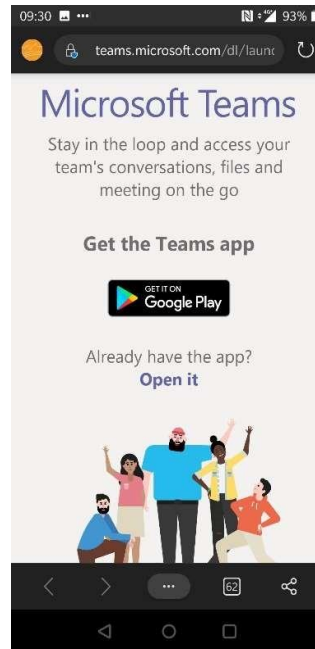 09:30
93%
teams.microsoft.com/dl/launc
Microsoft Teams
Stay in the loop and access your
team's conversations, files and
meeting on the go
Get the Teams app
GET IT ON
Google Play
Already have the app?
Open it
62